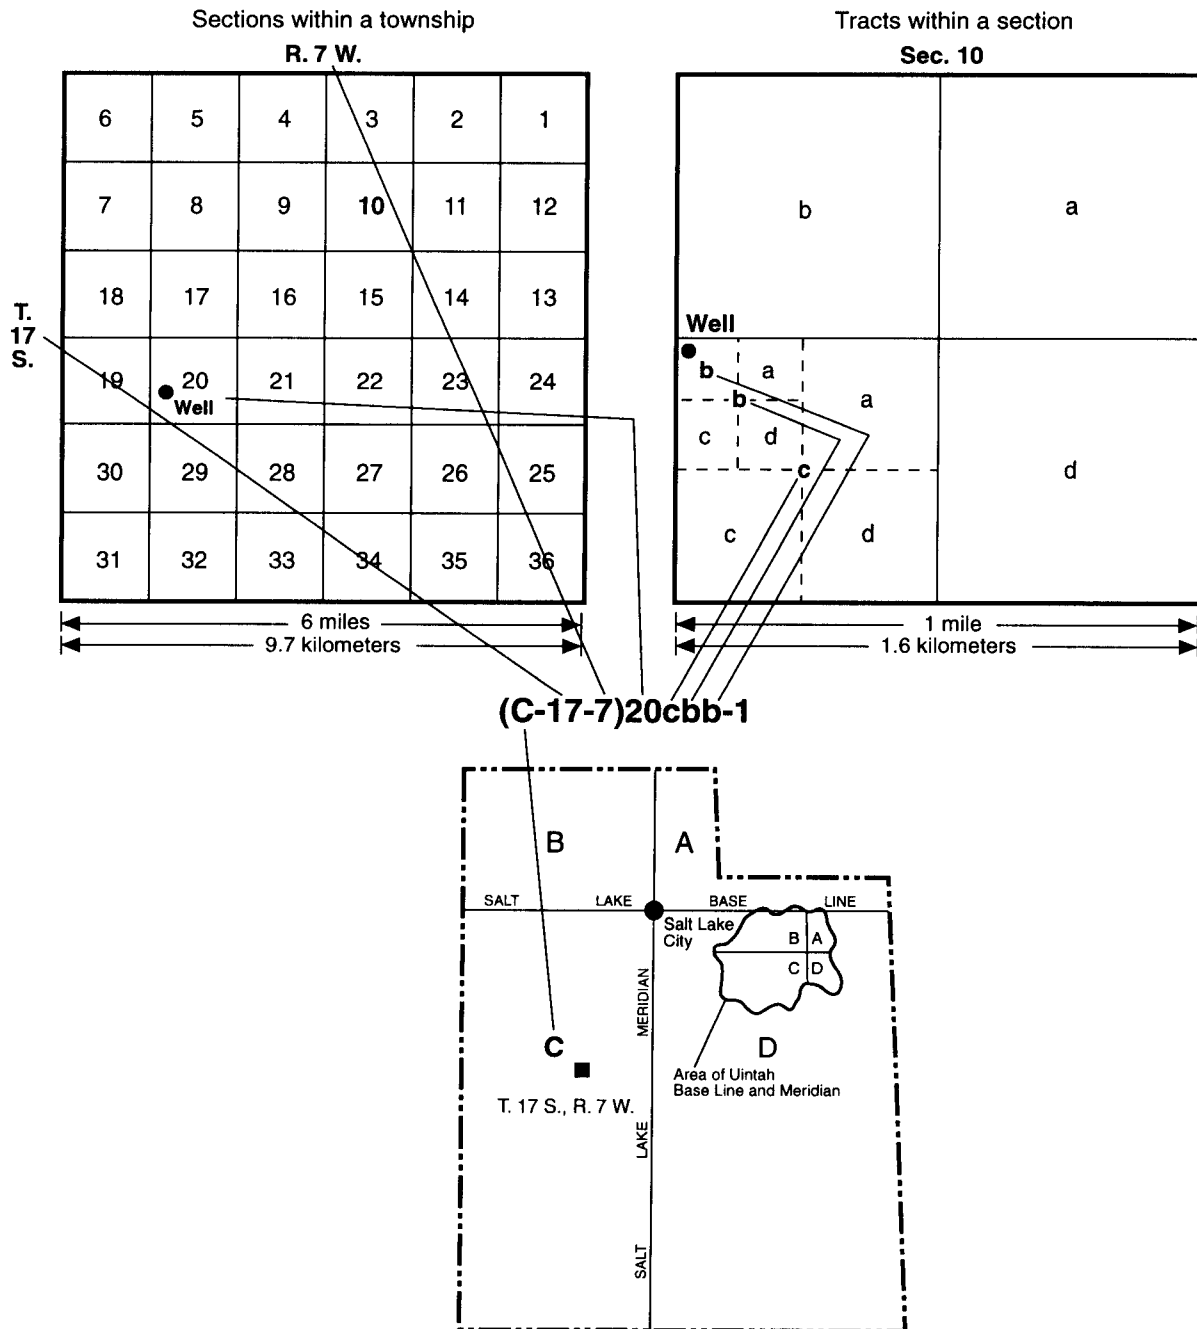 Sections within a township
R. 7 W.
6 5 4 3 2 1
7 8 9 10 11 12
18 17 16 15 14 13
T.
17
S.
19 20 21 22 23 24
Well
30 29 28 27 26 25
31 32 33 34 35 36
6 miles
9.7 kilometers
Tracts within a section
Sec. 10
b a
Well
b a a
b
c d
c d
c d
1 mile
1.6 kilometers
(C-17-7)20cbb-1
B A
SALT LAKE BASE LINE
Salt Lake
City
B A
C D
MERIDIAN
C D
Area of Uintah
Base Line and Meridian
T. 17 S., R. 7 W.
LAKE
SALT